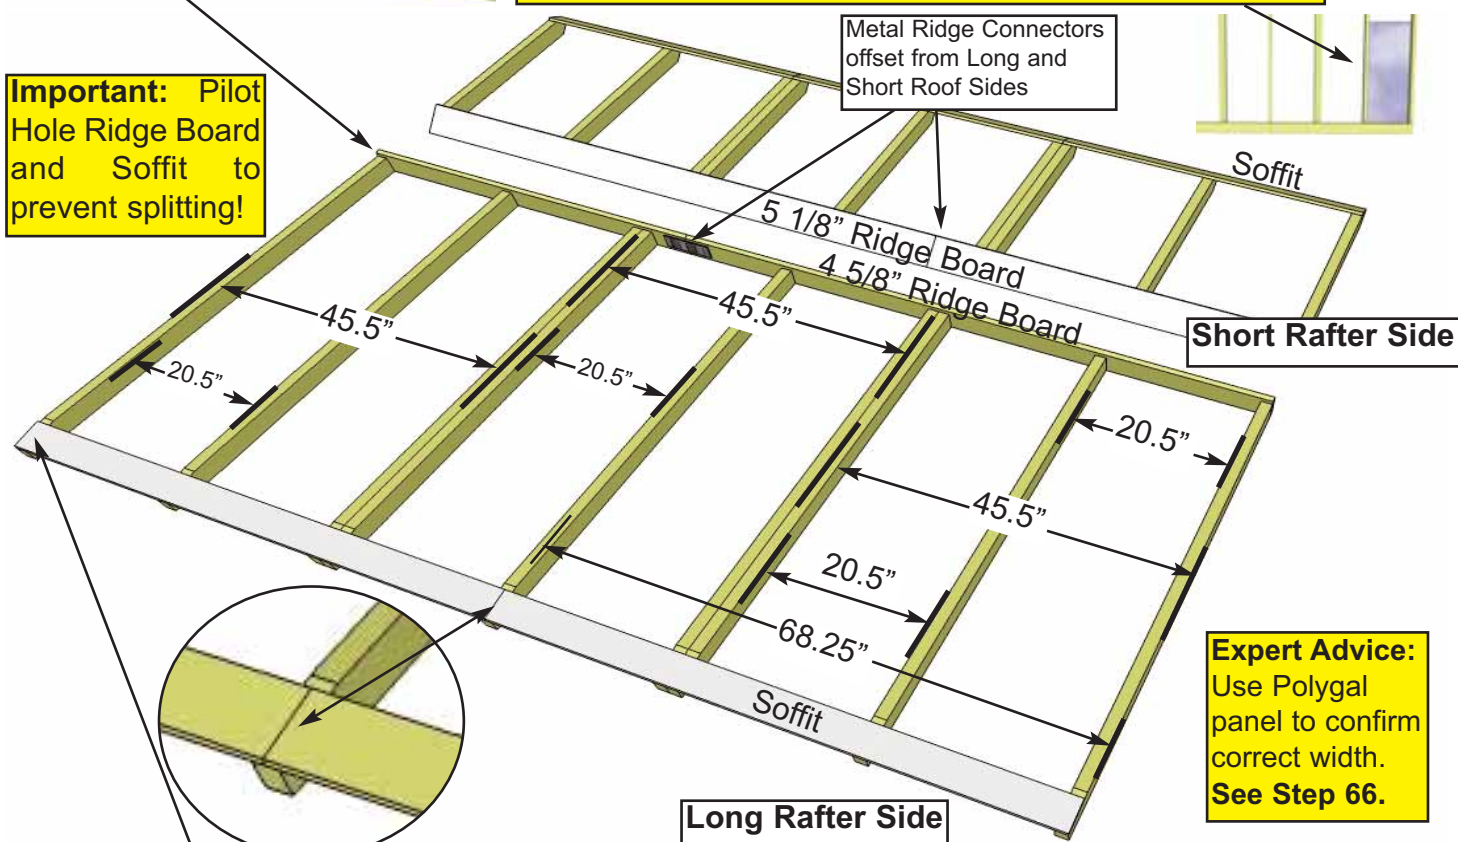 Metal Ridge Connectors
offset from Long and
Short Roof Sides
Important: Pilot
Hole Ridge Board
and Soffit to
prevent splitting!
Soffit
5 1/8” Ridge Board
4 5/8” Ridge Board
Short Rafter Side
45.5”
45.5”
20.5”
20.5”
20.5”
45.5”
20.5”
68.25”
Soffit
Expert Advice:
Use Polygal
panel to confirm
correct width.
See Step 66.
Long Rafter Side